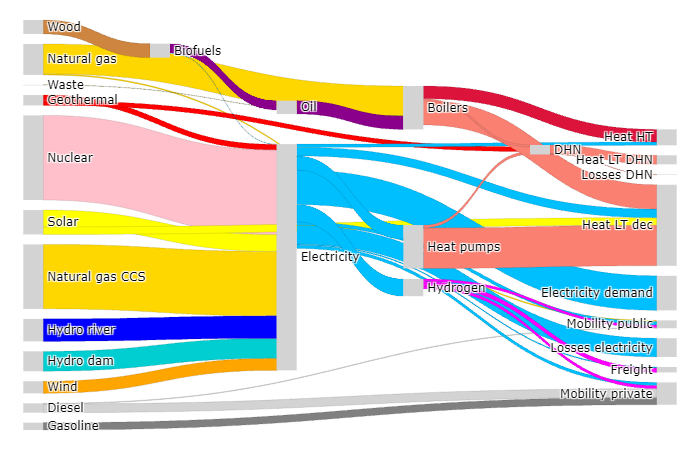 Wood
Natural gas
Waste
Geothermal
Nuclear
Solar
Natural gas CCS
Hydro river
Hydro dam
Wind
Diesel
Gasoline
Biofuels
Oil
Electricity
Boilers
Heat pumps
Hydrogen
DHN
Heat HT
Heat LT DHN
Losses DHN
Heat LT dec
Electricity demand
Mobility public
Losses electricity
Freight
Mobility private